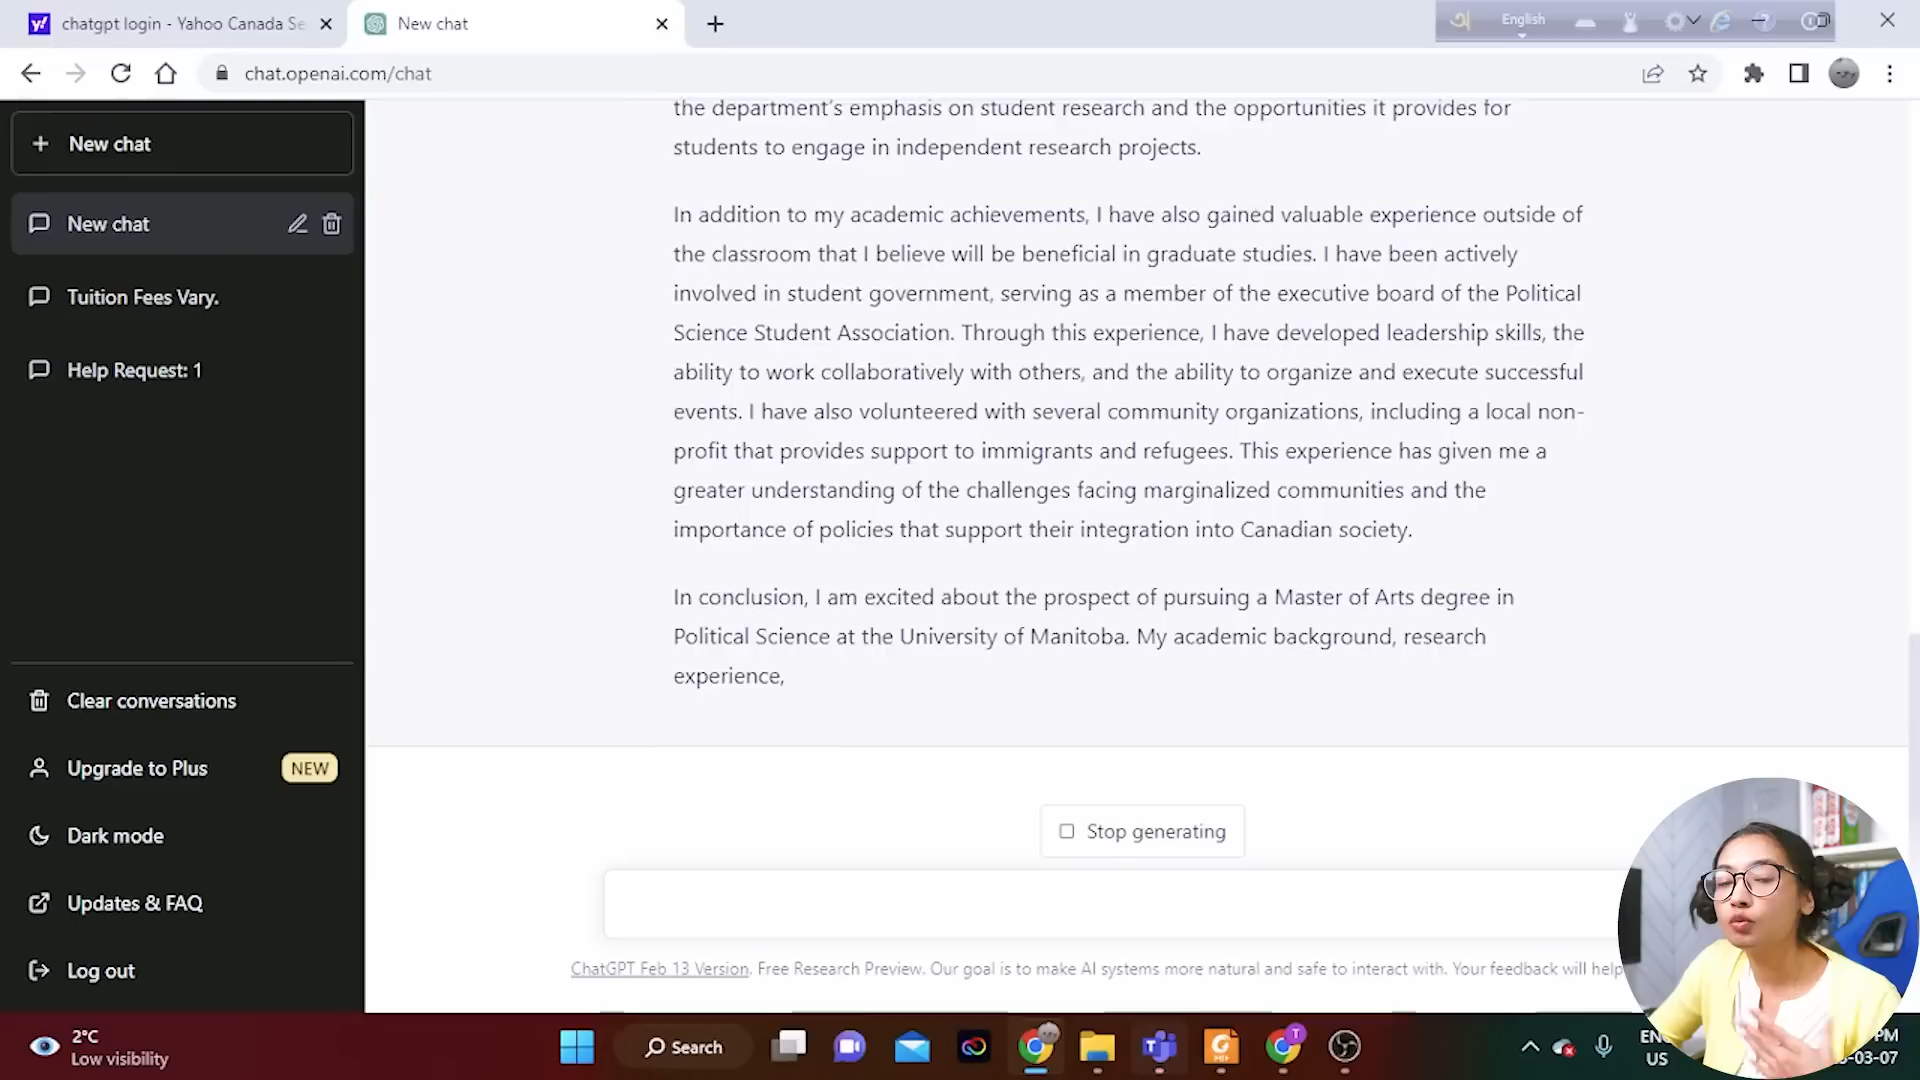 chatgpt login - Yahoo Canada Se
New chat
English
chat.openai.com/chat
New chat
New chat
Tuition Fees Vary.
Help Request: 1
Clear conversations
Upgrade to Plus NEW
Dark mode
Updates & FAQ
Log out
the department's emphasis on student research and the opportunities it provides for
students to engage in independent research projects.
In addition to my academic achievements, I have also gained valuable experience outside of
the classroom that I believe will be beneficial in graduate studies. I have been actively
involved in student government, serving as a member of the executive board of the Political
Science Student Association. Through this experience, I have developed leadership skills, the
ability to work collaboratively with others, and the ability to organize and execute successful
events. I have also volunteered with several community organizations, including a local non-
profit that provides support to immigrants and refugees. This experience has given me a
greater understanding of the challenges facing marginalized communities and the
importance of policies that support their integration into Canadian society.
In conclusion, I am excited about the prospect of pursuing a Master of Arts degree in
Political Science at the University of Manitoba. My academic background, research
experience,
Stop generating
ChatGPT Feb 13 Version. Free Research Preview. Our goal is to make AI systems more natural and safe to interact with. Your feedback will help
2°C
Low visibility
Search
ENG
US
PM
-03-07